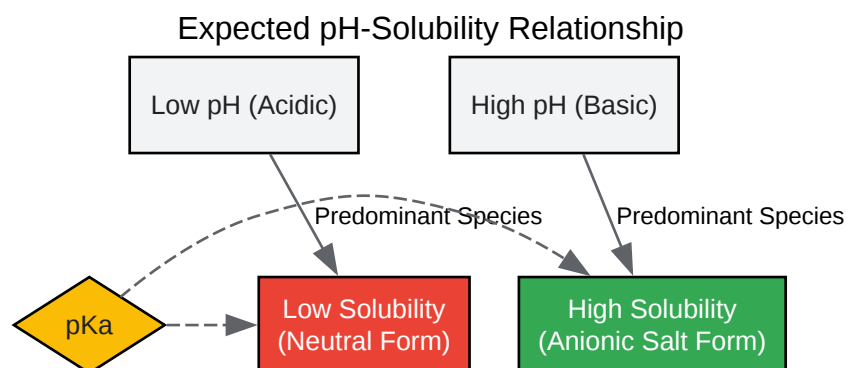 Expected pH-Solubility Relationship
Low pH (Acidic)
High pH (Basic)
Predominant Species
Predominant Species
pKa
Low Solubility
(Neutral Form)
High Solubility
(Anionic Salt Form)